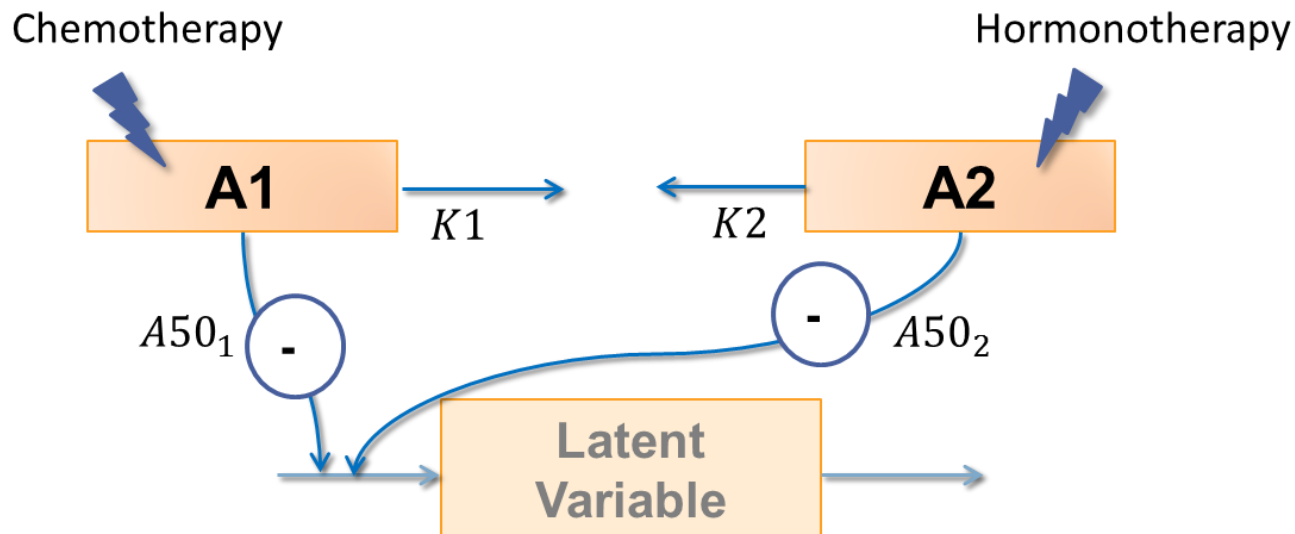 Chemotherapy
Hormonotherapy
A1
A2
K1
K2
A50₁
-
-
A50₂
Latent
Variable